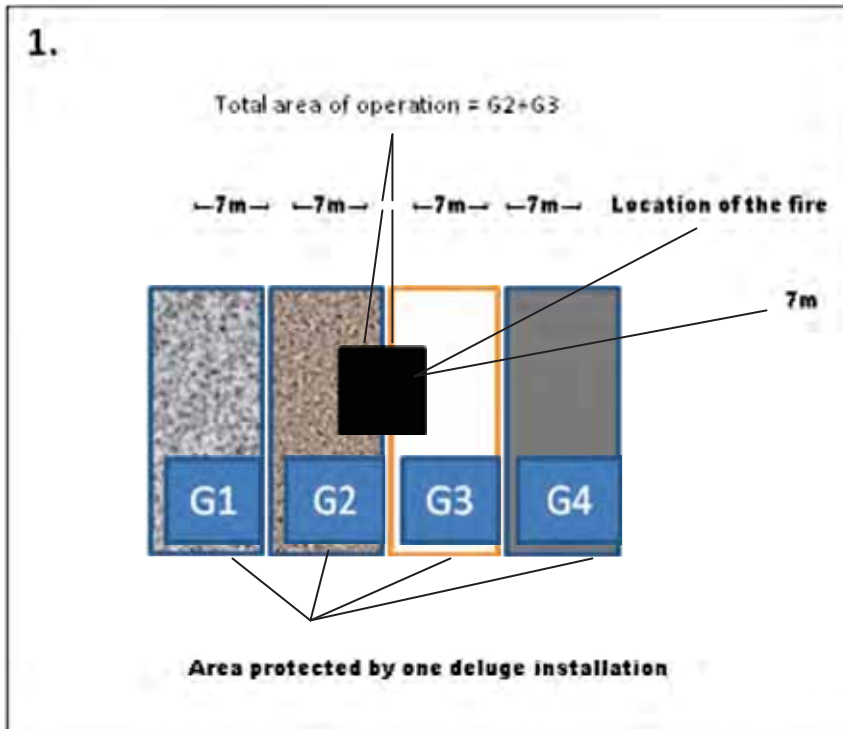 1.
Total area of operation = G2+G3
←7m→ ←7m→ ←7m→ ←7m→ Location of the fire
7m
G1 G2 G3 G4
Area protected by one deluge installation